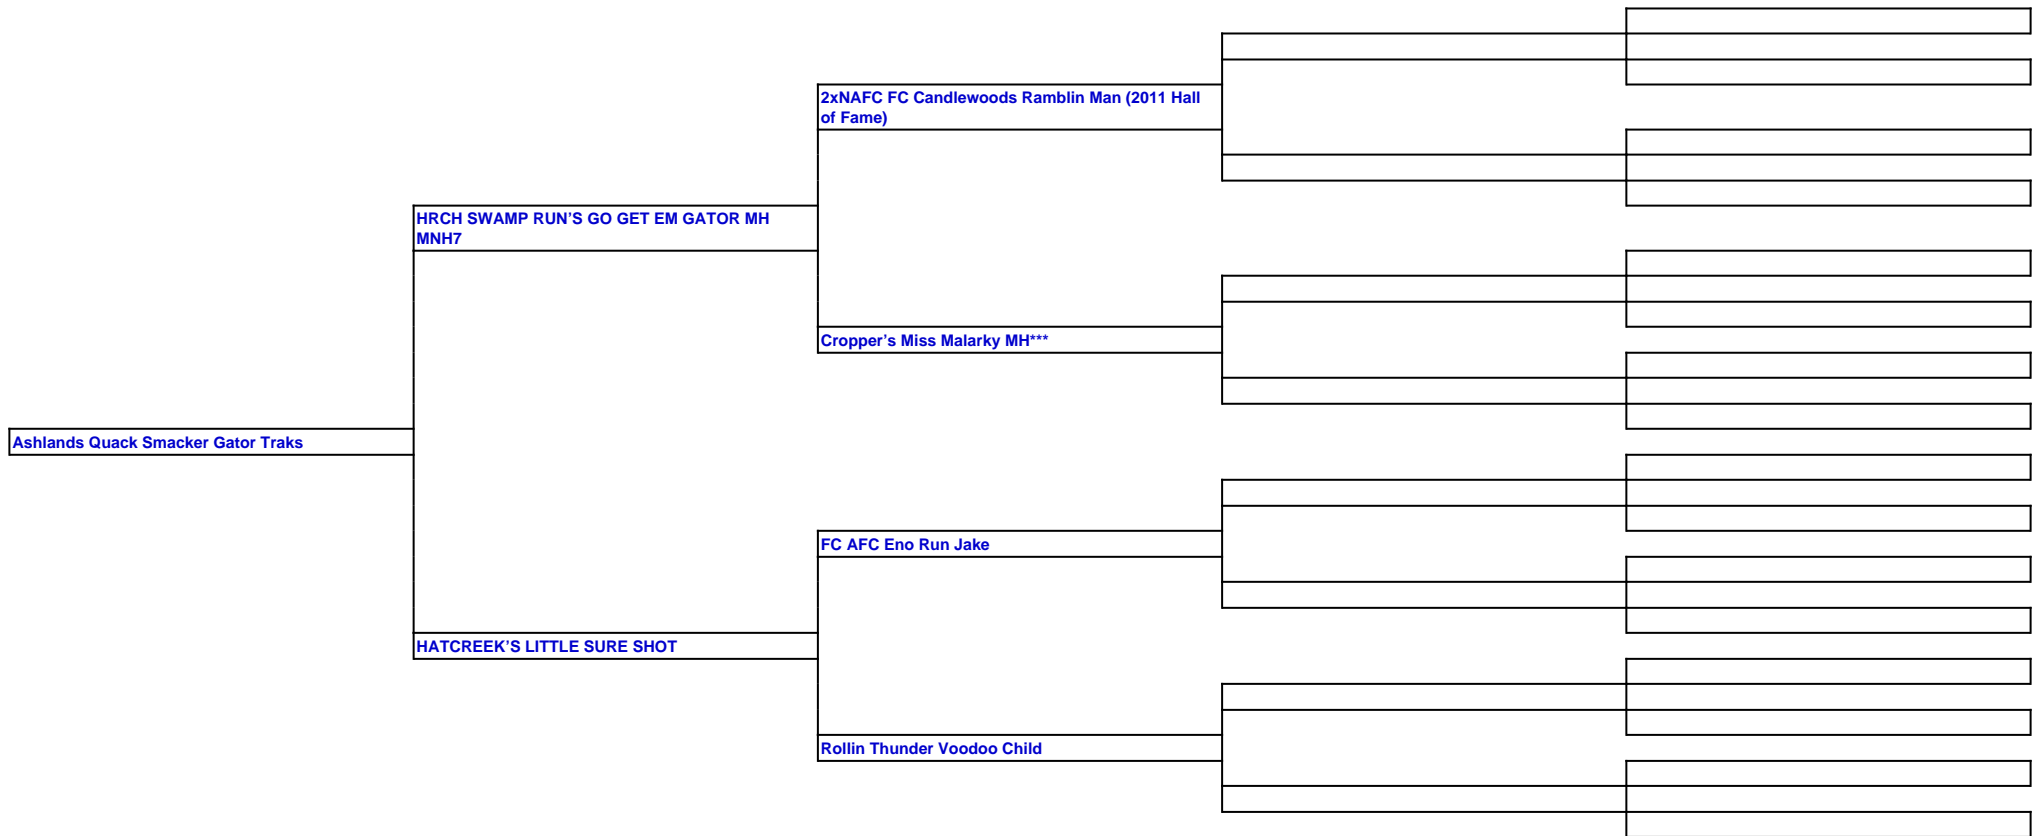 2xNAFC FC Candlewoods Ramblin Man (2011 Hall
of Fame)
HRCH SWAMP RUN’S GO GET EM GATOR MH
MNH7
Cropper’s Miss Malarky MH***
Ashlands Quack Smacker Gator Traks
FC AFC Eno Run Jake
HATCREEK’S LITTLE SURE SHOT
Rollin Thunder Voodoo Child